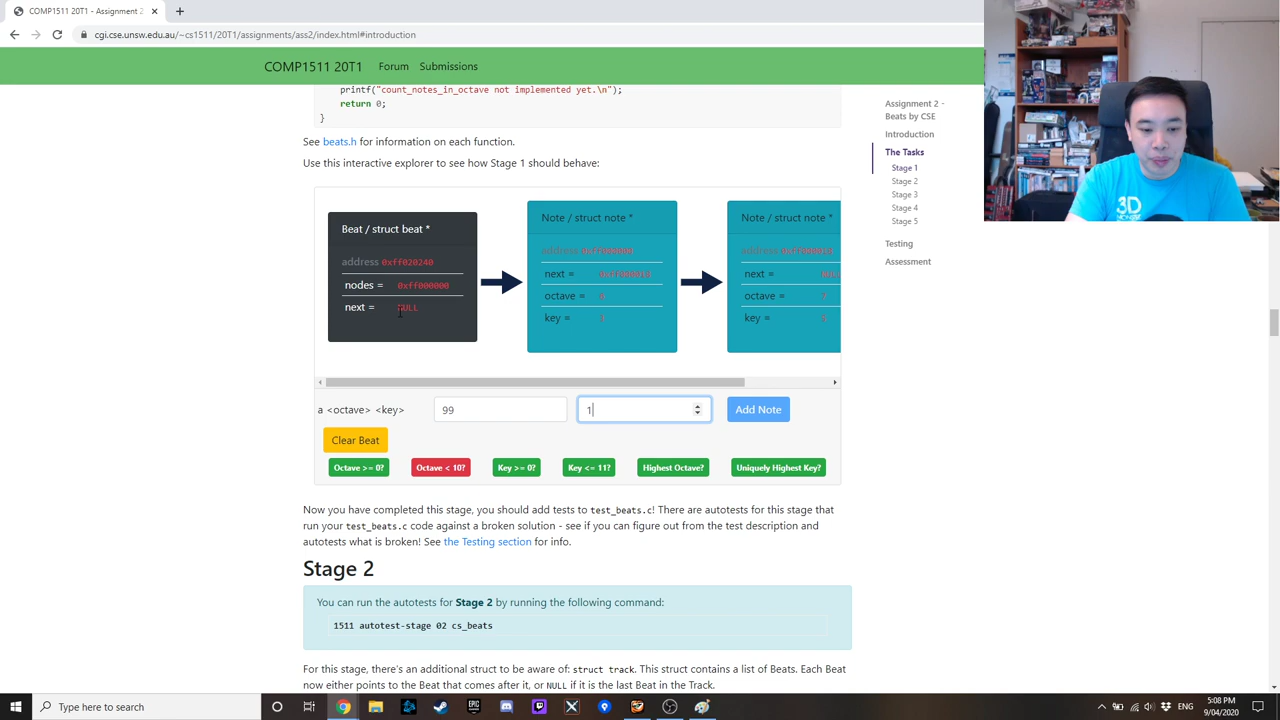 COMP1511 20T1 - Assignment 2
cgi.cse.unsw.edu.au/~cs1511/20T1/assignments/ass2/index.html#introduction
COMP1511 20T1 Forum Submissions
printf("count_notes_in_octave not implemented yet.\n");
return 0;
}
See beats.h for information on each function.
Use this interactive explorer to see how Stage 1 should behave:
Beat / struct beat *
address 0xff020240
nodes = 0xff000000
next = NULL
Note / struct note *
address 0xff000000
next = 0xff000010
octave =
key =
Note / struct note *
address 0xff000010
next = NULL
octave =
key =
a <octave> <key> 99 1 Add Note
Clear Beat
Octave >= 0? Octave < 10? Key >= 0? Key <= 11? Highest Octave? Uniquely Highest Key?
Now you have completed this stage, you should add tests to test_beats.c! There are autotests for this stage that
run your test_beats.c code against a broken solution - see if you can figure out from the test description and
autotests what is broken! See the Testing section for info.
Stage 2
You can run the autotests for Stage 2 by running the following command:
1511 autotest-stage 02 cs_beats
For this stage, there's an additional struct to be aware of: struct track. This struct contains a list of Beats. Each Beat
now either points to the Beat that comes after it, or NULL if it is the last Beat in the Track.
Assignment 2 -
Beats by CSE
Introduction
The Tasks
Stage 1
Stage 2
Stage 3
Stage 4
Stage 5
Testing
Assessment
3D
Type here to search
ENG
5:08 PM
9/04/2020